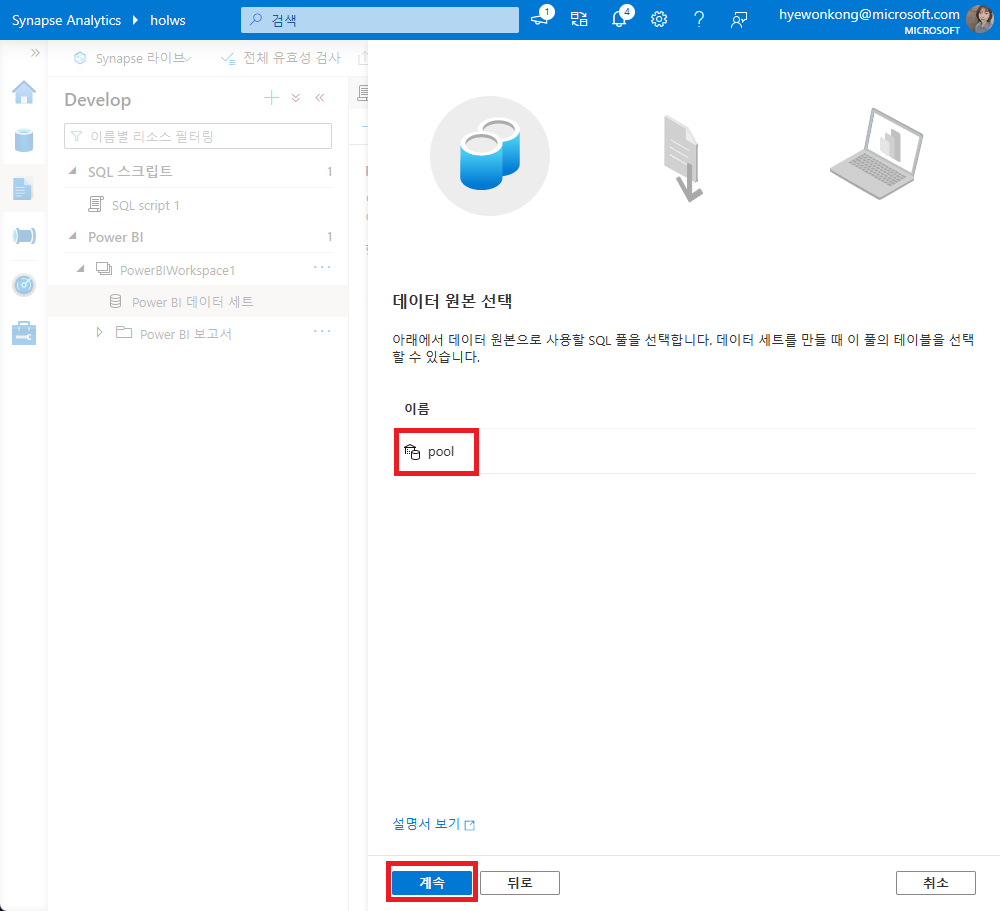 Synapse Analytics holws
검색
1
4
hyewonkong@microsoft.com
MICROSOFT
Synapse 라이브
전체 유효성 검사
Develop
이름별 리소스 필터링
SQL 스크립트 1
SQL script 1
Power BI 1
PowerBIWorkspace1
Power BI 데이터 세트
Power BI 보고서
데이터 원본 선택
아래에서 데이터 원본으로 사용할 SQL 풀을 선택합니다. 데이터 세트를 만들 때 이 풀의 테이블을 선택
할 수 있습니다.
이름
pool
설명서 보기
계속
뒤로
취소